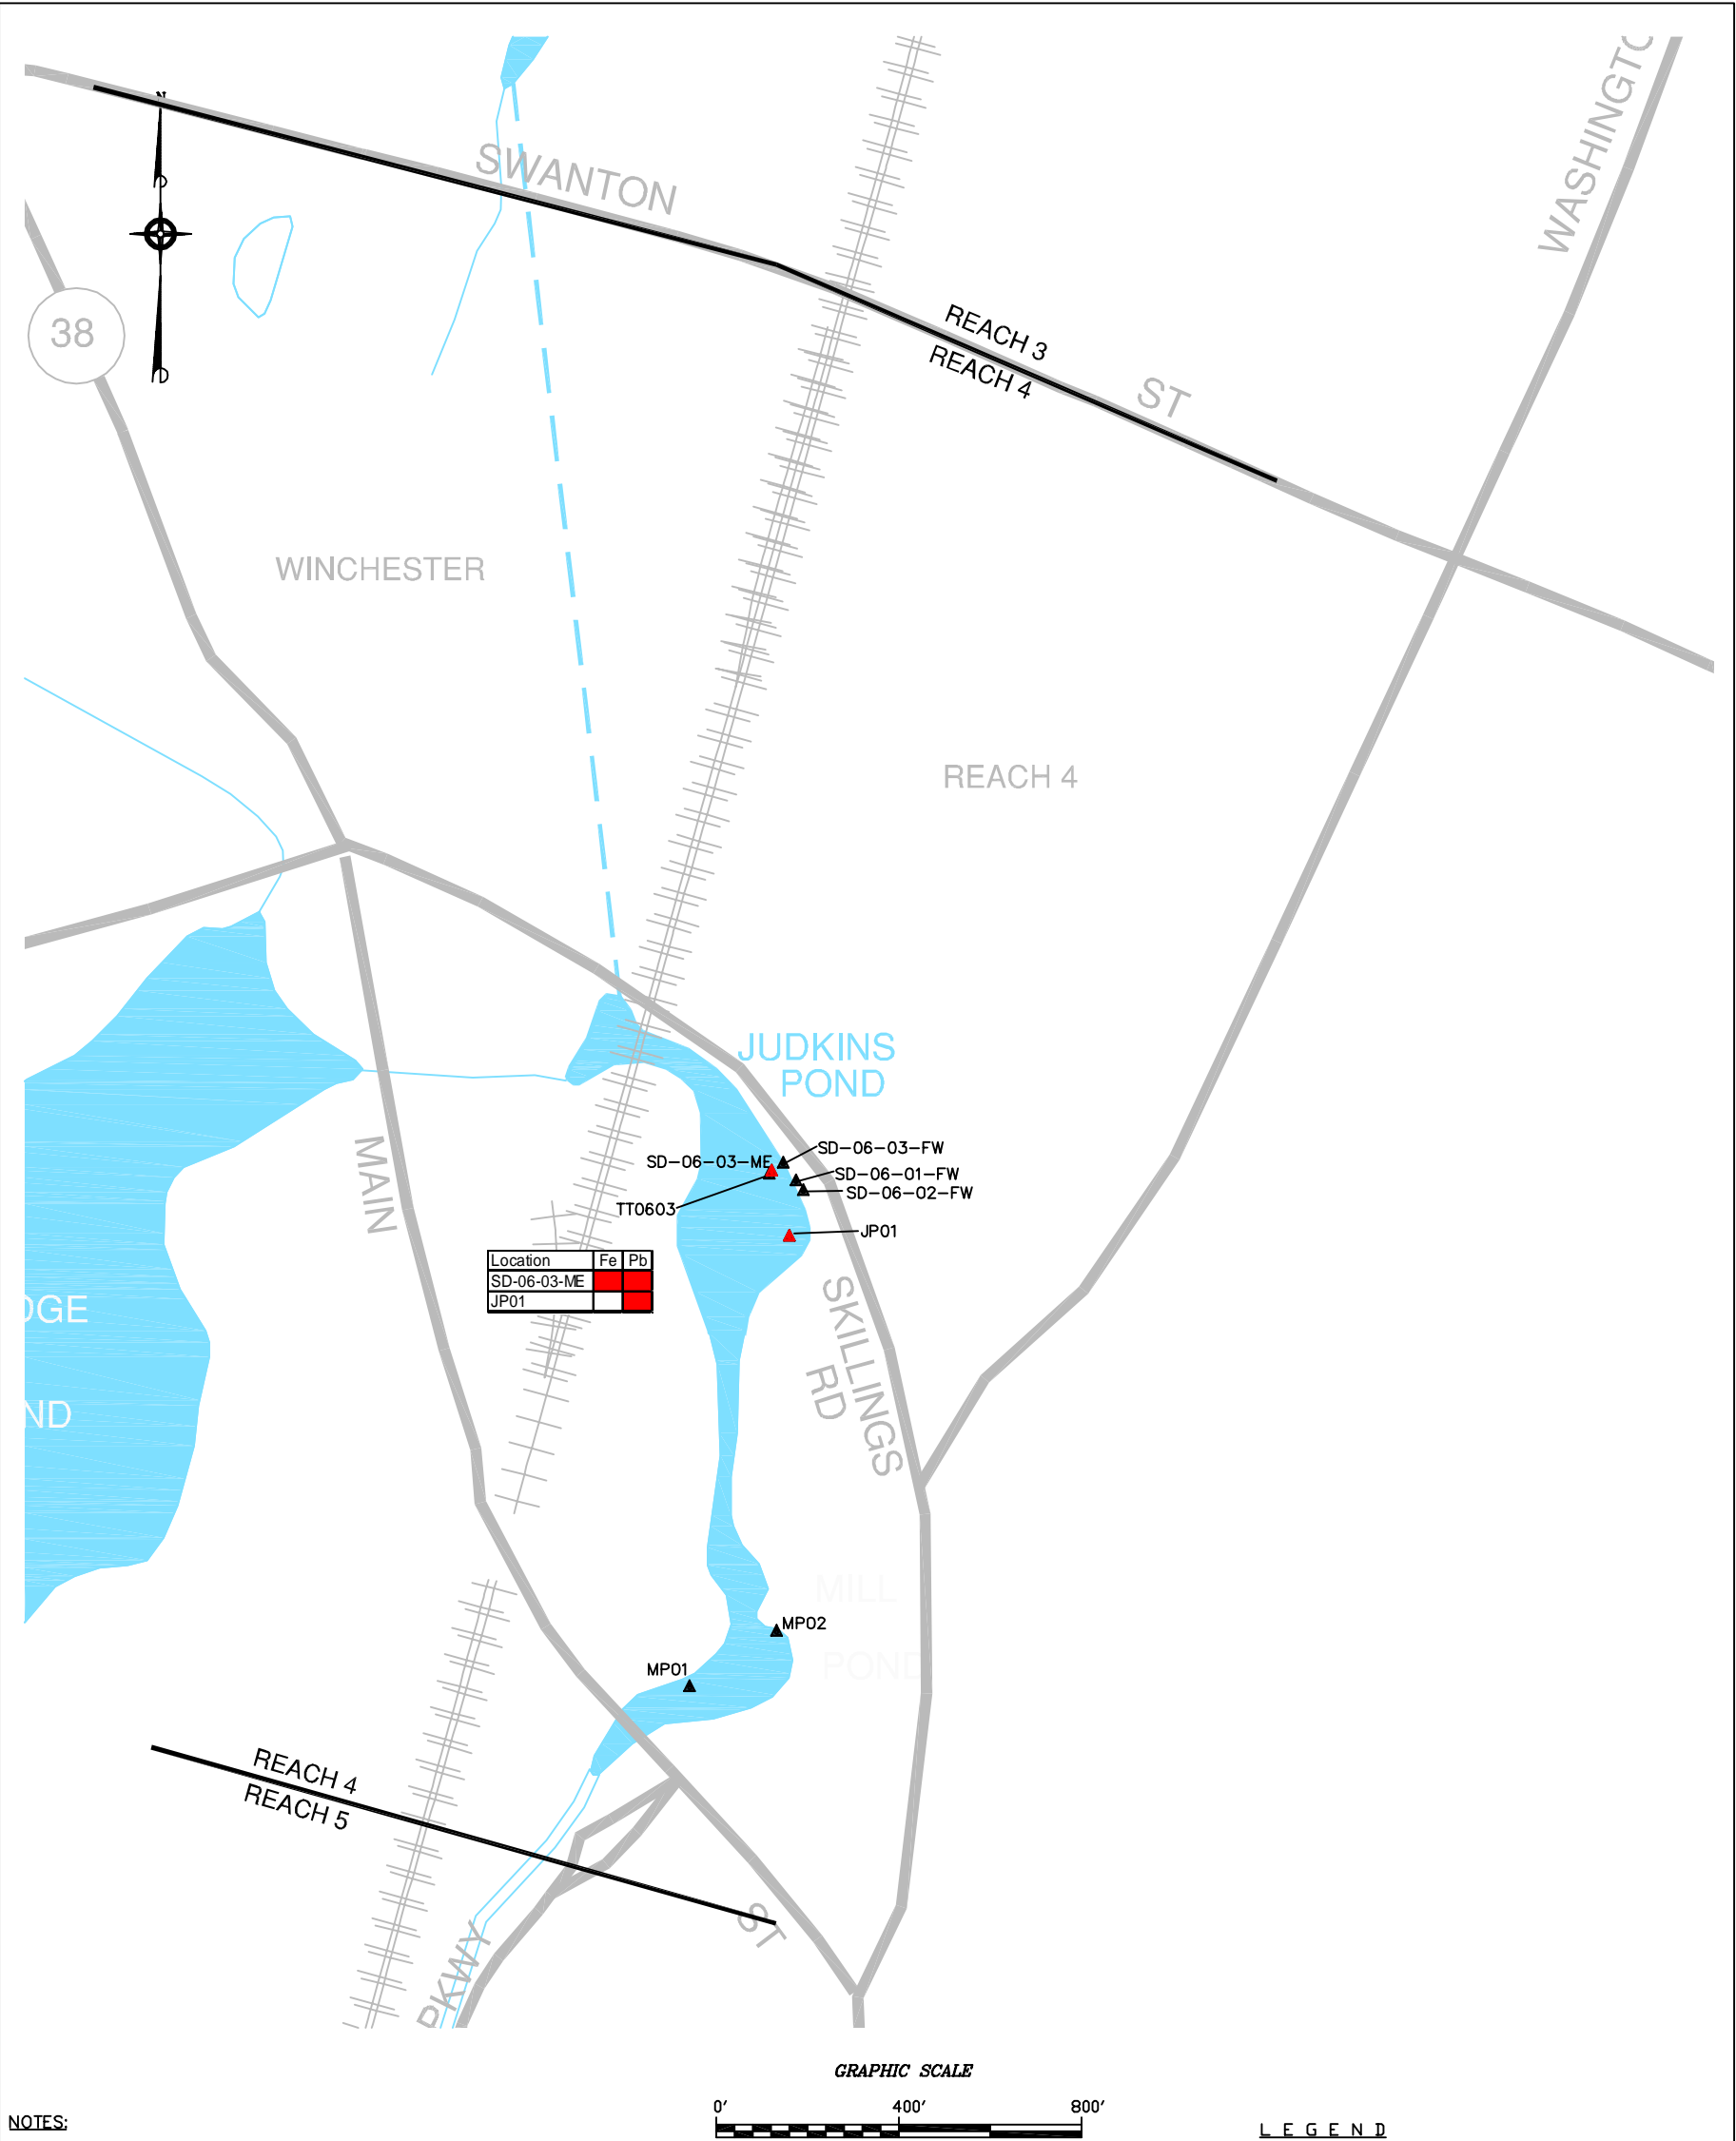 N
SWANTON
WASHINGTO
38
REACH 3
REACH 4
ST
WINCHESTER
REACH 4
JUDKINS
POND
SD-06-03-FW
SD-06-03-ME
SD-06-01-FW
SD-06-02-FW
TT0603
JP01
MAIN
Location Fe Pb
SD-06-03-ME
JP01
DGE
ND
SKILLINGS
RD
MILL
POND
MP02
MP01
REACH 4
REACH 5
ST
PKWY
GRAPHIC SCALE
0' 400' 800'
NOTES:
LEGEND